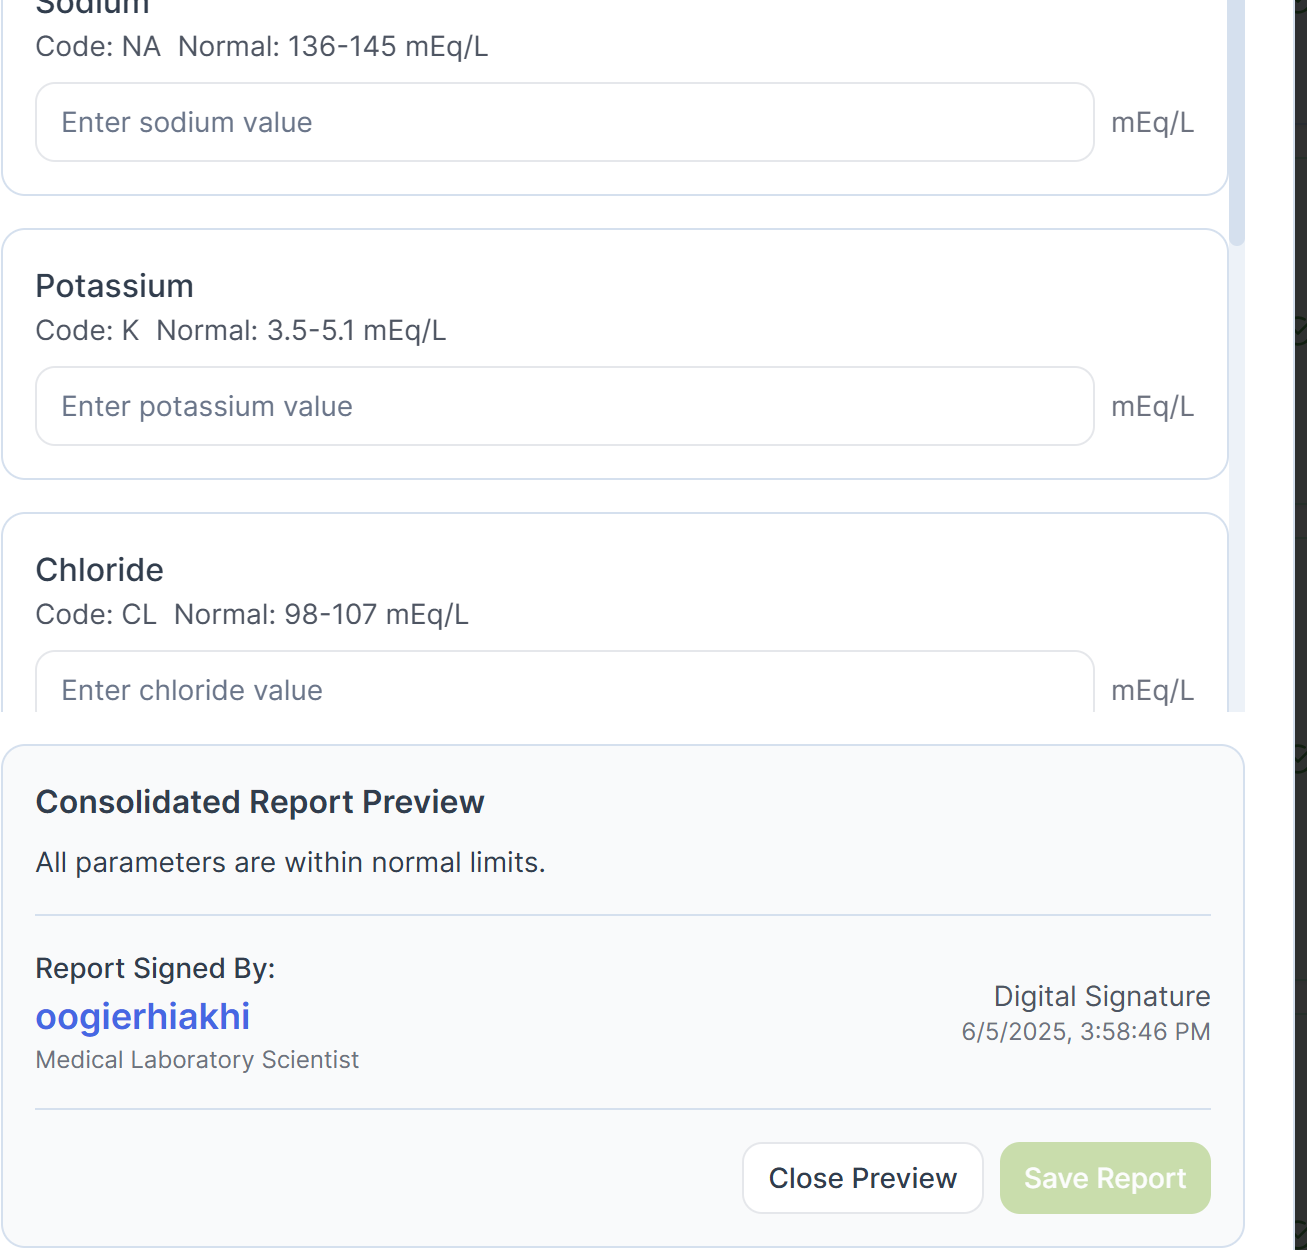 Sodium
Code: NA Normal: 136-145 mEq/L
Enter sodium value mEq/L
Potassium
Code: K Normal: 3.5-5.1 mEq/L
Enter potassium value mEq/L
Chloride
Code: CL Normal: 98-107 mEq/L
Enter chloride value mEq/L
Consolidated Report Preview
All parameters are within normal limits.
Report Signed By:
oogierhiakhi
Medical Laboratory Scientist
Digital Signature
6/5/2025, 3:58:46 PM
Close Preview Save Report